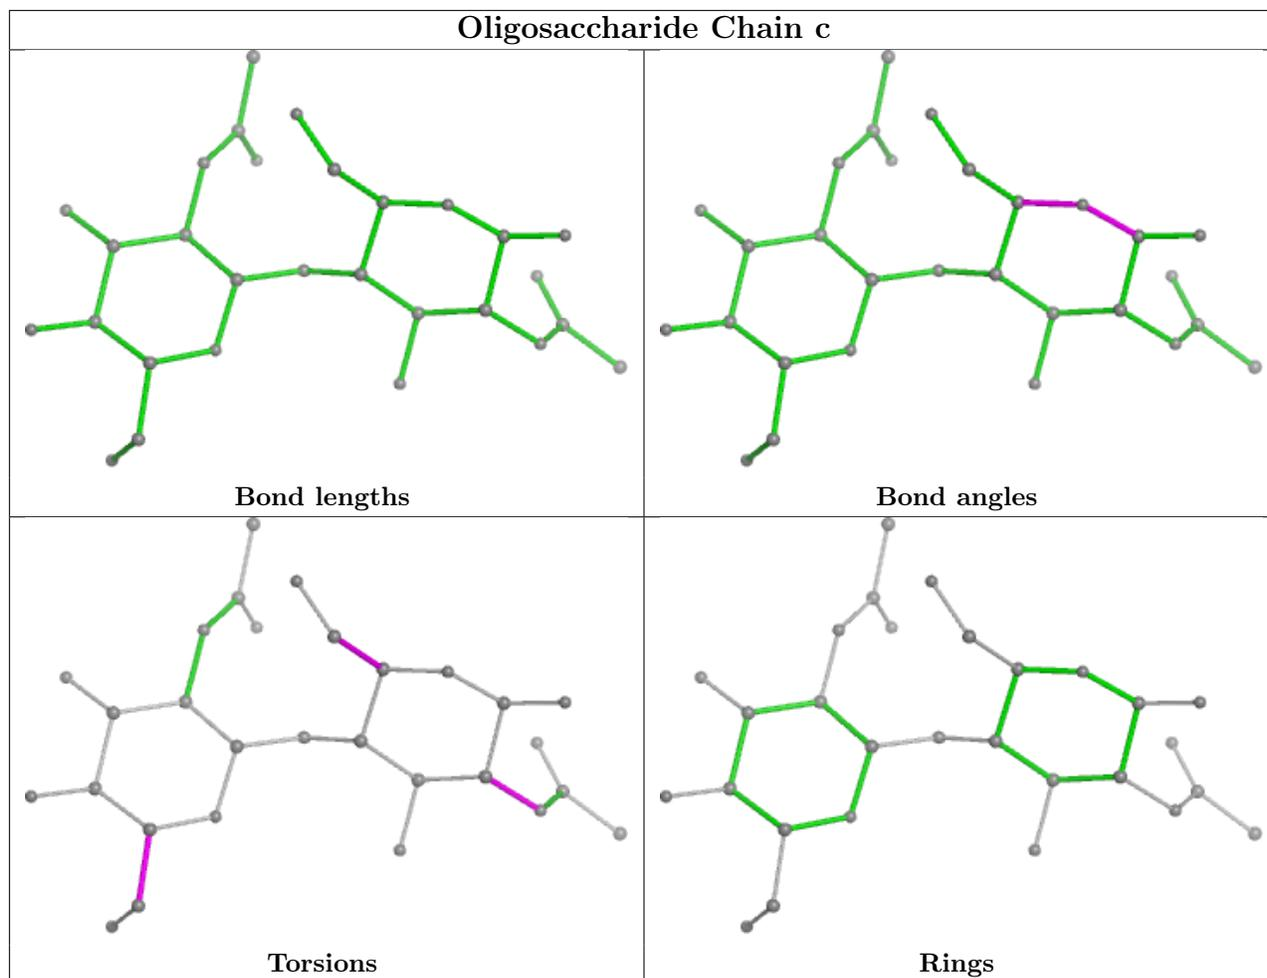 Oligosaccharide Chain c
Bond lengths
Bond angles
Torsions
Rings